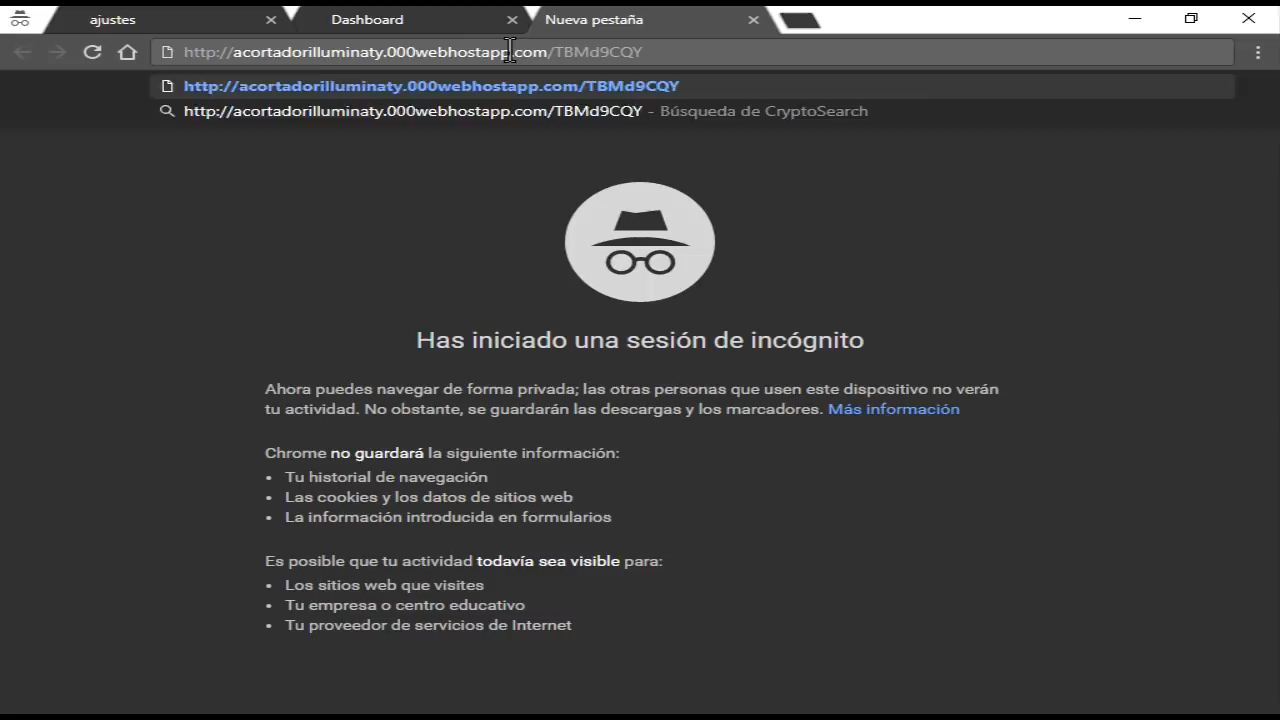 ajustes
Dashboard
Nueva pestaña
http://acortadorilluminaty.000webhostapp.com/TBMd9CQY
http://acortadorilluminaty.000webhostapp.com/TBMd9CQY
http://acortadorilluminaty.000webhostapp.com/TBMd9CQY - Búsqueda de CryptoSearch
Has iniciado una sesión de incógnito
Ahora puedes navegar de forma privada; las otras personas que usen este dispositivo no verán
tu actividad. No obstante, se guardarán las descargas y los marcadores. Más información
Chrome no guardará la siguiente información:
• Tu historial de navegación
• Las cookies y los datos de sitios web
• La información introducida en formularios
Es posible que tu actividad todavía sea visible para:
• Los sitios web que visites
• Tu empresa o centro educativo
• Tu proveedor de servicios de Internet